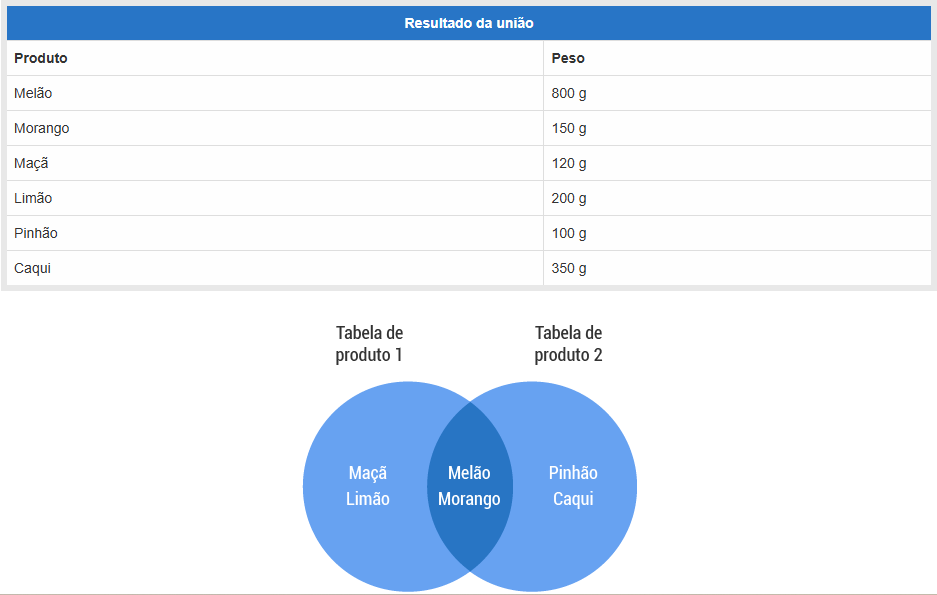 Resultado da união
Produto Peso
Melão 800 g
Morango 150 g
Maçã 120 g
Limão 200 g
Pinhão 100 g
Caqui 350 g
Tabela de
produto 1
Tabela de
produto 2
Maçã
Limão
Melão
Morango
Pinhão
Caqui